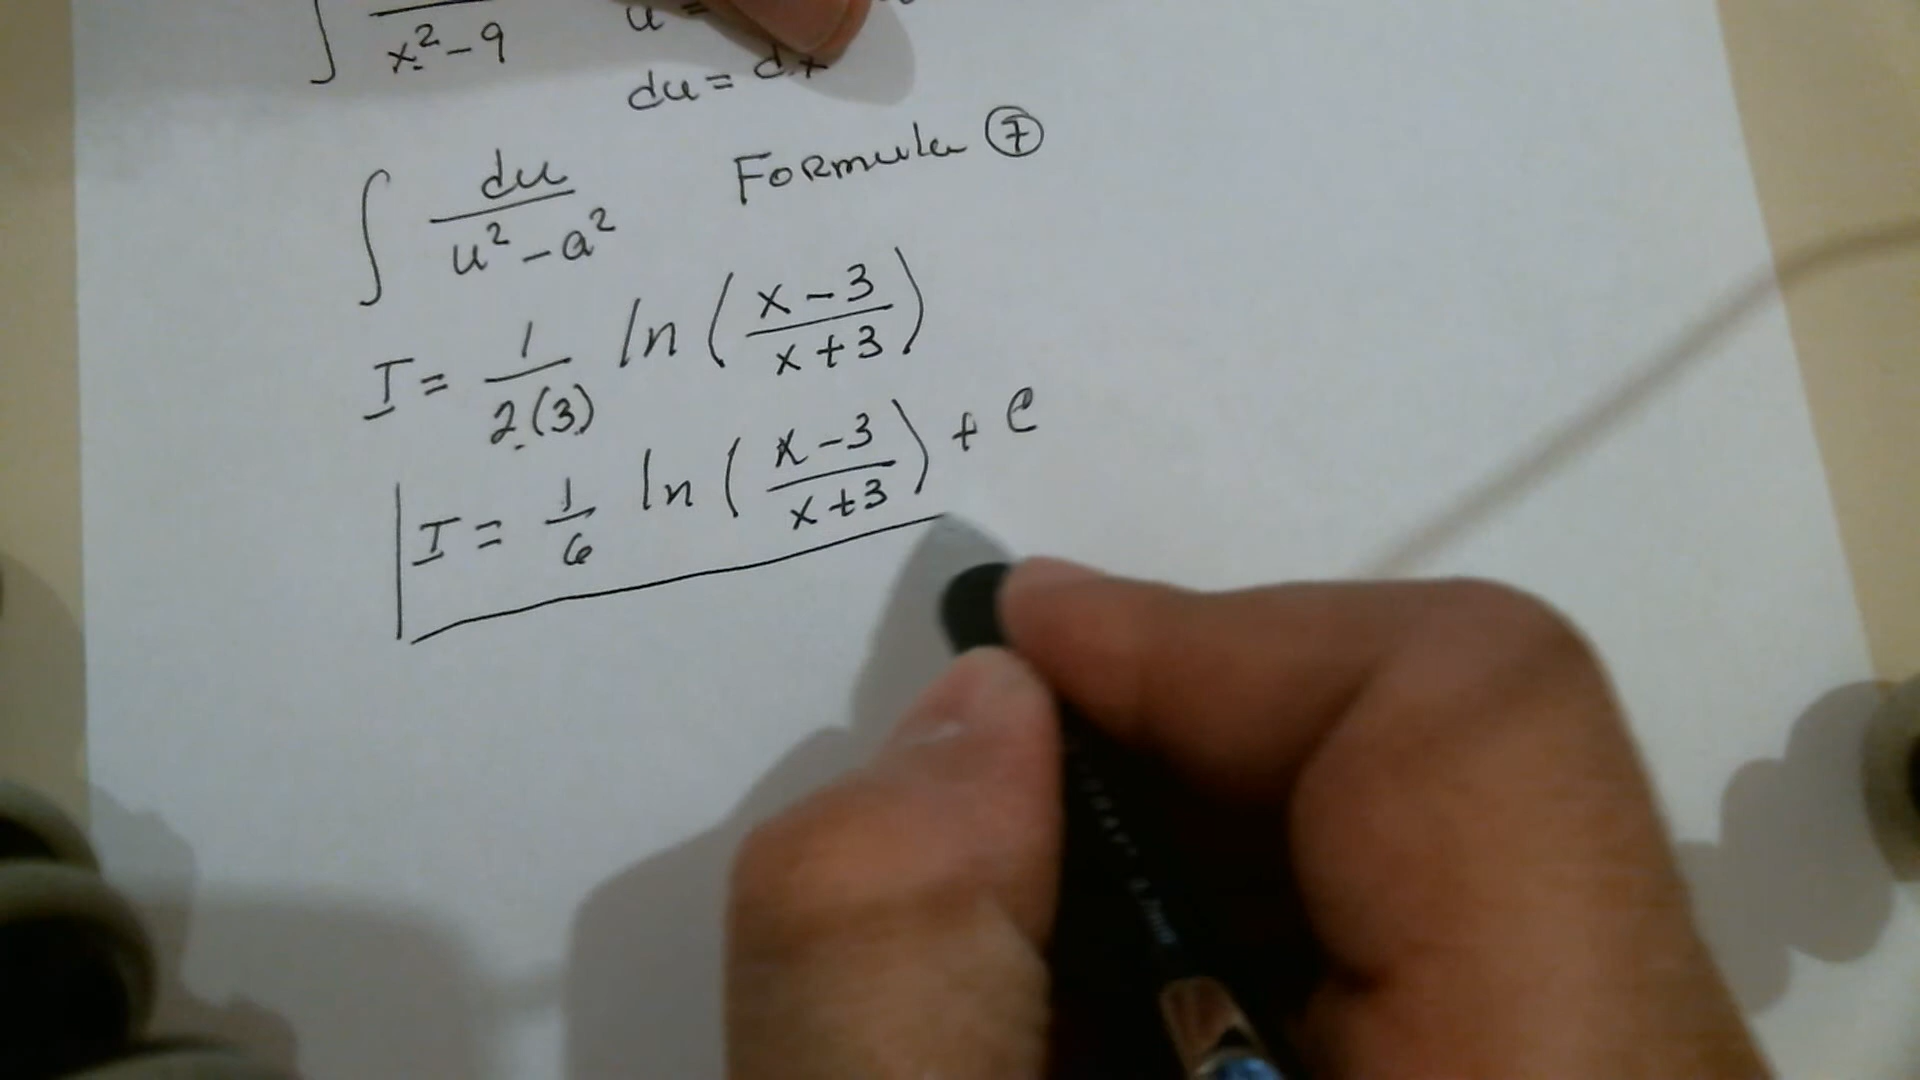 ∫ ―/(x² - 9) u =
du = dx
∫ du/(u² - a²) Formula ⑦
I = 1/(2(3)) ln((x - 3)/(x + 3))
I = 1/6 ln((x - 3)/(x + 3)) + C